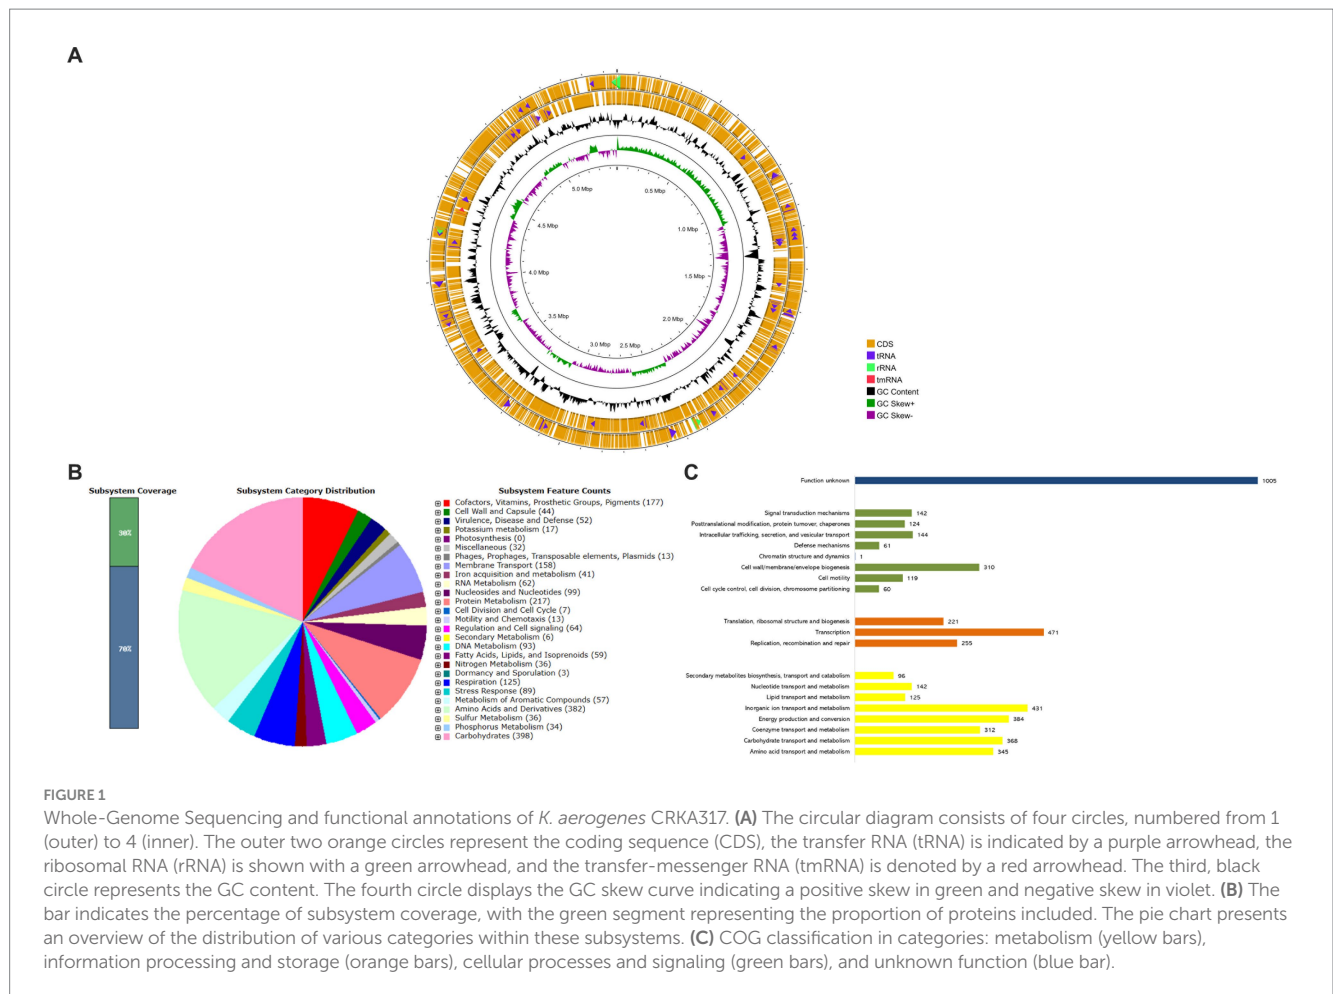 A
5.0 Mbp
0.5 Mbp
4.5 Mbp
1.0 Mbp
4.0 Mbp
1.5 Mbp
3.5 Mbp
2.0 Mbp
3.0 Mbp
2.5 Mbp
CDS
tRNA
rRNA
tmRNA
GC Content
GC Skew+
GC Skew-
B
Subsystem Coverage
30%
70%
Subsystem Category Distribution
Subsystem Feature Counts
Cofactors, Vitamins, Prosthetic Groups, Pigments (177)
Cell Wall and Capsule (44)
Virulence, Disease and Defense (52)
Potassium metabolism (17)
Photosynthesis (0)
Miscellaneous (32)
Phages, Prophages, Transposable elements, Plasmids (13)
Membrane Transport (158)
Iron acquisition and metabolism (41)
RNA Metabolism (62)
Nucleosides and Nucleotides (99)
Protein Metabolism (217)
Cell Division and Cell Cycle (7)
Motility and Chemotaxis (13)
Regulation and Cell signaling (64)
Secondary Metabolism (6)
DNA Metabolism (93)
Fatty Acids, Lipids, and Isoprenoids (59)
Nitrogen Metabolism (36)
Dormancy and Sporulation (3)
Respiration (125)
Stress Response (89)
Metabolism of Aromatic Compounds (57)
Amino Acids and Derivatives (382)
Sulfur Metabolism (36)
Phosphorus Metabolism (34)
Carbohydrates (398)
C
Function unknown 1005
Signal transduction mechanisms 142
Posttranslational modification, protein turnover, chaperones 124
Intracellular trafficking, secretion, and vesicular transport 144
Defense mechanisms 61
Chromatin structure and dynamics 1
Cell wall/membrane/envelope biogenesis 310
Cell motility 119
Cell cycle control, cell division, chromosome partitioning 60
Translation, ribosomal structure and biogenesis 221
Transcription 471
Replication, recombination and repair 255
Secondary metabolites biosynthesis, transport and catabolism 96
Nucleotide transport and metabolism 142
Lipid transport and metabolism 125
Inorganic ion transport and metabolism 431
Energy production and conversion 384
Coenzyme transport and metabolism 312
Carbohydrate transport and metabolism 368
Amino acid transport and metabolism 345
FIGURE 1
Whole-Genome Sequencing and functional annotations of K. aerogenes CRKA317. (A) The circular diagram consists of four circles, numbered from 1
(outer) to 4 (inner). The outer two orange circles represent the coding sequence (CDS), the transfer RNA (tRNA) is indicated by a purple arrowhead, the
ribosomal RNA (rRNA) is shown with a green arrowhead, and the transfer-messenger RNA (tmRNA) is denoted by a red arrowhead. The third, black
circle represents the GC content. The fourth circle displays the GC skew curve indicating a positive skew in green and negative skew in violet. (B) The
bar indicates the percentage of subsystem coverage, with the green segment representing the proportion of proteins included. The pie chart presents
an overview of the distribution of various categories within these subsystems. (C) COG classification in categories: metabolism (yellow bars),
information processing and storage (orange bars), cellular processes and signaling (green bars), and unknown function (blue bar).